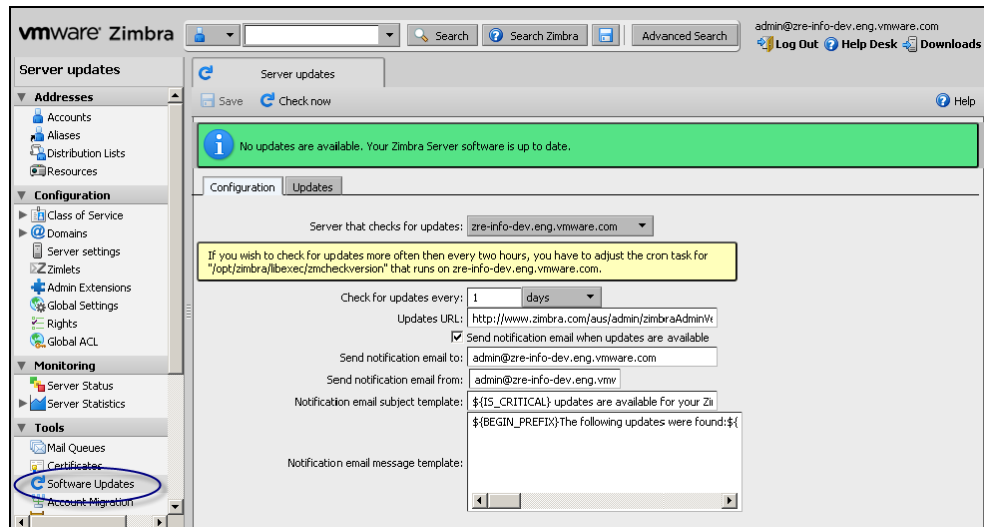 vmware Zimbra
Search
Search Zimbra
Advanced Search
admin@zre-info-dev.eng.vmware.com
Log Out Help Desk Downloads
Server updates
Server updates
Save Check now
Help
Addresses
Accounts
Aliases
Distribution Lists
Resources
Configuration
Class of Service
Domains
Server settings
Zimlets
Admin Extensions
Global Settings
Rights
Global ACL
Monitoring
Server Status
Server Statistics
Tools
Mail Queues
Certificates
Software Updates
Account Migration
No updates are available. Your Zimbra Server software is up to date.
Configuration Updates
Server that checks for updates: zre-info-dev.eng.vmware.com
If you wish to check for updates more often then every two hours, you have to adjust the cron task for
"/opt/zimbra/libexec/zmcheckversion" that runs on zre-info-dev.eng.vmware.com.
Check for updates every: 1 days
Updates URL: http://www.zimbra.com/aus/admin/zimbraAdminVe
Send notification email when updates are available
Send notification email to: admin@zre-info-dev.eng.vmware.com
Send notification email from: admin@zre-info-dev.eng.vmw
Notification email subject template: ${IS_CRITICAL} updates are available for your Zi
${BEGIN_PREFIX}The following updates were found:${
Notification email message template: